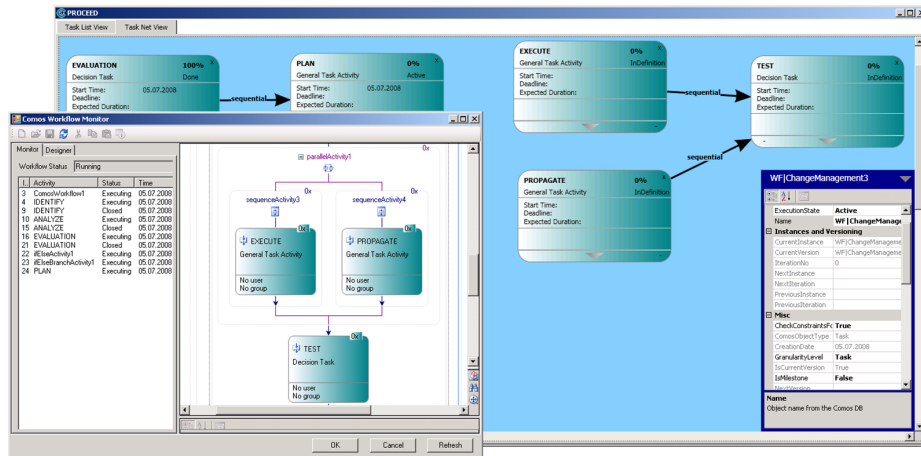 PROCEED
Task List View Task Net View
EVALUATION 100% x
Decision Task Done
Start Time: 05.07.2008
Deadline:
Expected Duration:
sequential
PLAN 0% x
General Task Activity Active
Start Time: 05.07.2008
Deadline:
Expected Duration:
EXECUTE 0% x
General Task Activity InDefinition
Start Time:
Deadline:
Expected Duration:
sequential
TEST 0% x
Decision Task InDefinition
Start Time:
Deadline:
Expected Duration:
sequential
PROPAGATE 0% x
General Task Activity InDefinition
Start Time:
Deadline:
Expected Duration:
Comos Workflow Monitor
Monitor Designer
Workflow Status Running
I.. Activity Status Time
3 ComosWorkflow1 Executing 05.07.2008
4 IDENTIFY Executing 05.07.2008
9 IDENTIFY Closed 05.07.2008
10 ANALYZE Executing 05.07.2008
15 ANALYZE Closed 05.07.2008
16 EVALUATION Executing 05.07.2008
21 EVALUATION Closed 05.07.2008
22 ifElseActivity1 Executing 05.07.2008
23 ifElseBranchActivity1 Executing 05.07.2008
24 PLAN Executing 05.07.2008
0x
parallelActivity1
0x 0x
sequenceActivity3 sequenceActivity4
0x
EXECUTE
General Task Activity
No user
No group
0x
PROPAGATE
General Task Activity
No user
No group
0x
TEST
Decision Task
No user
No group
OK Cancel Refresh
WF|ChangeManagement3
ExecutionState Active
Name WF|ChangeManag
Instances and Versioning
CurrentInstance WF|ChangeManageme
CurrentVersion WF|ChangeManageme
IterationNo 0
NextInstance
NextIteration
PreviousInstance
PreviousIteration
Misc
CheckConstraintsFo True
ComosObjectType Task
CreationDate 05.07.2008
GranularityLevel Task
IsCurrentVersion True
IsMilestone False
NextVersion
Name
Object name from the Comos DB